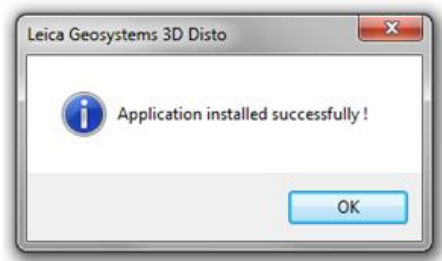 Leica Geosystems 3D Disto
Application installed successfully !
OK